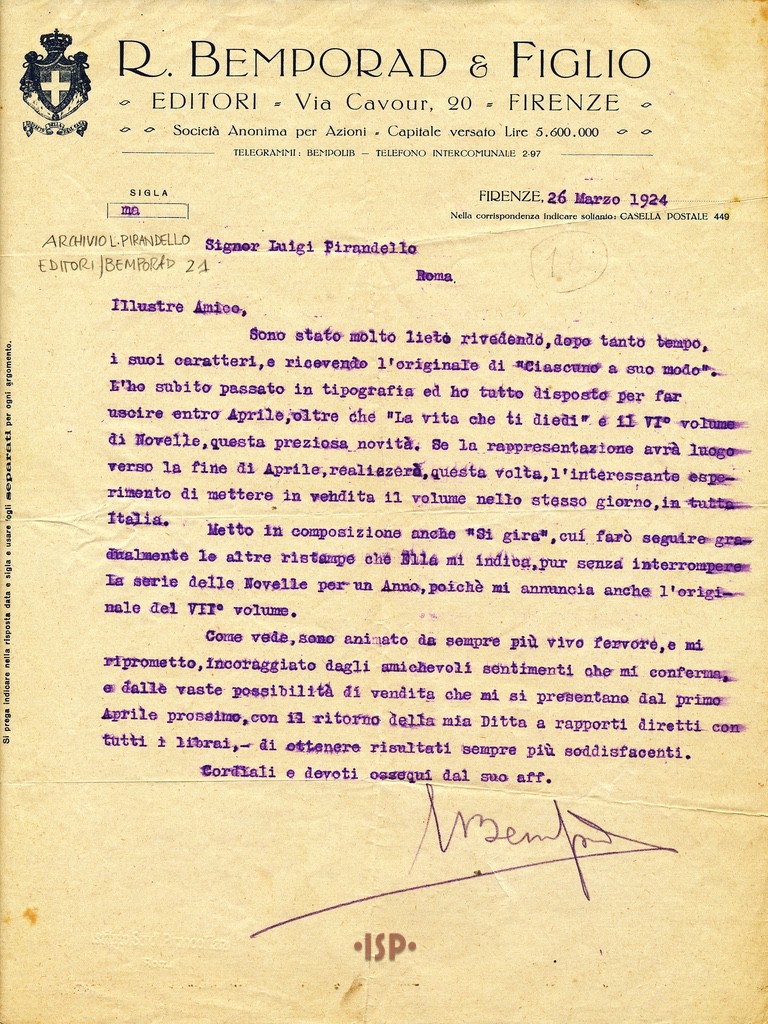 R. BEMPORAD & FIGLIO
EDITORI - Via Cavour, 20 - FIRENZE
Società Anonima per Azioni - Capitale versato Lire 5.600.000
TELEGRAMMI: BEMPOLIB — TELEFONO INTERCOMUNALE 2-97
SIGLA
ma
FIRENZE, 26 Marzo 1924
Nella corrispondenza indicare soltanto: CASELLA POSTALE 449
ARCHIVIO L. PIRANDELLO
EDITORI/BEMPORAD 21
Signor Luigi Pirandello
Roma
Illustre Amico,
Sono stato molto lieto rivedendo,dopo tanto tempo,
i suoi caratteri,e ricevendo l'originale di "Ciascuno a suo modo".
L'ho subito passato in tipografia ed ho tutto disposto per far
uscire entro Aprile,oltre che "La vita che ti diedi" e il VI° volume
di Novelle,questa preziosa novità. Se la rappresentazione avrà luogo
verso la fine di Aprile,realizzerò,questa volta,l'interessante espe-
rimento di mettere in vendita il volume nello stesso giorno,in tutta
Italia.
Metto in composizione anche "Si gira",cui farò seguire gra-
dualmente le altre ristampe che Ella mi indica,pur senza interrompere
la serie delle Novelle per un Anno,poichè mi annuncia anche l'origi-
nale del VII° volume.
Come vede,sono animato da sempre più vivo fervore,e mi
riprometto,incoraggiato dagli amichevoli sentimenti che mi conferma,
e dalle vaste possibilità di vendita che mi si presentano dal primo
Aprile prossimo,con il ritorno della mia Ditta a rapporti diretti con
tutti i librai,- di ottenere risultati sempre più soddisfacenti.
Cordiali e devoti ossequi dal suo aff.
Bemporad
Si prega indicare nella risposta data e sigla e usare fogli separati per ogni argomento.
·ISP·